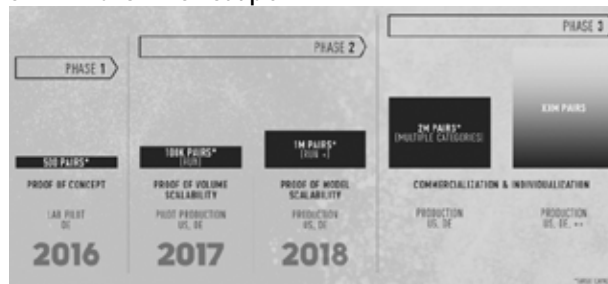 PHASE 1
PHASE 2
PHASE 3
500 PAIRS*
PROOF OF CONCEPT
LAB PILOT
DE
2016
100K PAIRS*
[RUN]
PROOF OF VOLUME
SCALABILITY
PILOT PRODUCTION
US, DE
2017
1M PAIRS*
[RUN +]
PROOF OF MODEL
SCALABILITY
PRODUCTION
US, DE
2018
2M PAIRS*
[MULTIPLE CATEGORIES]
PAIRS
COMMERCIALIZATION & INDIVIDUALIZATION
PRODUCTION
US, DE
PRODUCTION
US, DE, ++